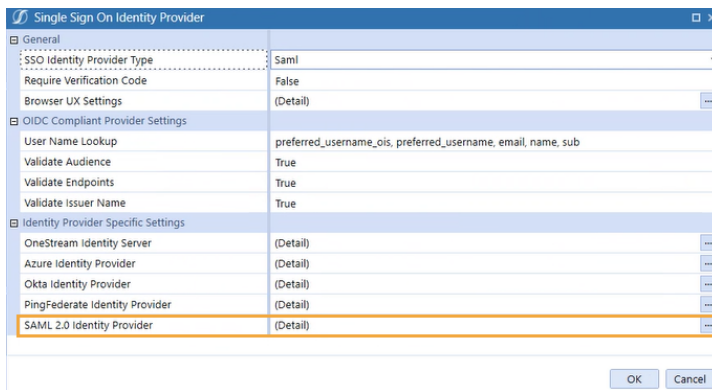 Single Sign On Identity Provider
General
SSO Identity Provider Type Saml
Require Verification Code False
Browser UX Settings (Detail) ...
OIDC Compliant Provider Settings
User Name Lookup preferred_username_ois, preferred_username, email, name, sub
Validate Audience True
Validate Endpoints True
Validate Issuer Name True
Identity Provider Specific Settings
OneStream Identity Server (Detail) ...
Azure Identity Provider (Detail) ...
Okta Identity Provider (Detail) ...
PingFederate Identity Provider (Detail) ...
SAML 2.0 Identity Provider (Detail) ...
OK Cancel